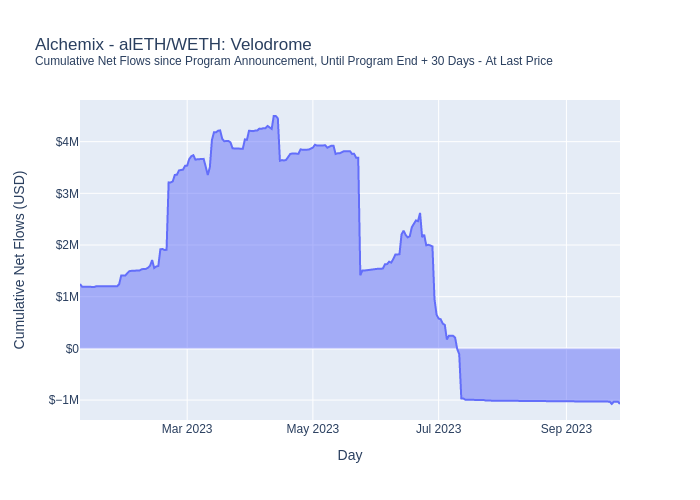 Alchemix - alETH/WETH: Velodrome
Cumulative Net Flows since Program Announcement, Until Program End + 30 Days - At Last Price
Cumulative Net Flows (USD)
$4M
$3M
$2M
$1M
$0
$−1M
Mar 2023
May 2023
Jul 2023
Sep 2023
Day